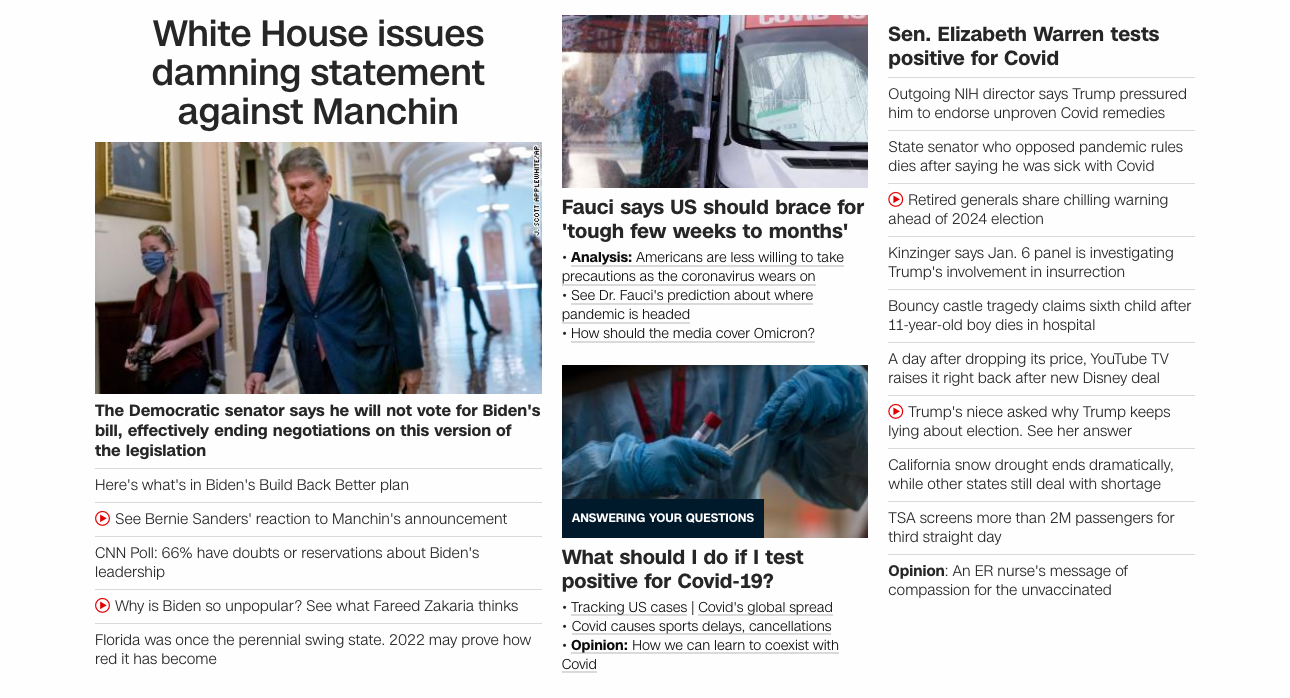 White House issues
damning statement
against Manchin
J. SCOTT APPLEWHITE/AP
The Democratic senator says he will not vote for Biden's
bill, effectively ending negotiations on this version of
the legislation
Here's what's in Biden's Build Back Better plan
See Bernie Sanders' reaction to Manchin's announcement
CNN Poll: 66% have doubts or reservations about Biden's
leadership
Why is Biden so unpopular? See what Fareed Zakaria thinks
Florida was once the perennial swing state. 2022 may prove how
red it has become
Fauci says US should brace for
'tough few weeks to months'
• Analysis: Americans are less willing to take
precautions as the coronavirus wears on
• See Dr. Fauci's prediction about where
pandemic is headed
• How should the media cover Omicron?
ANSWERING YOUR QUESTIONS
What should I do if I test
positive for Covid-19?
• Tracking US cases | Covid's global spread
• Covid causes sports delays, cancellations
• Opinion: How we can learn to coexist with
Covid
Sen. Elizabeth Warren tests
positive for Covid
Outgoing NIH director says Trump pressured
him to endorse unproven Covid remedies
State senator who opposed pandemic rules
dies after saying he was sick with Covid
Retired generals share chilling warning
ahead of 2024 election
Kinzinger says Jan. 6 panel is investigating
Trump's involvement in insurrection
Bouncy castle tragedy claims sixth child after
11-year-old boy dies in hospital
A day after dropping its price, YouTube TV
raises it right back after new Disney deal
Trump's niece asked why Trump keeps
lying about election. See her answer
California snow drought ends dramatically,
while other states still deal with shortage
TSA screens more than 2M passengers for
third straight day
Opinion: An ER nurse's message of
compassion for the unvaccinated